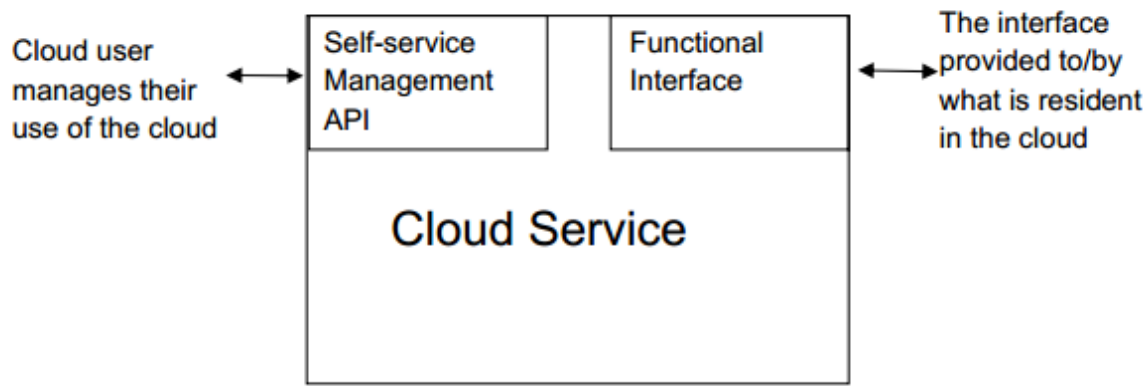 Cloud user
manages their
use of the cloud
Self-service
Management
API
Functional
Interface
The interface
provided to/by
what is resident
in the cloud
Cloud Service